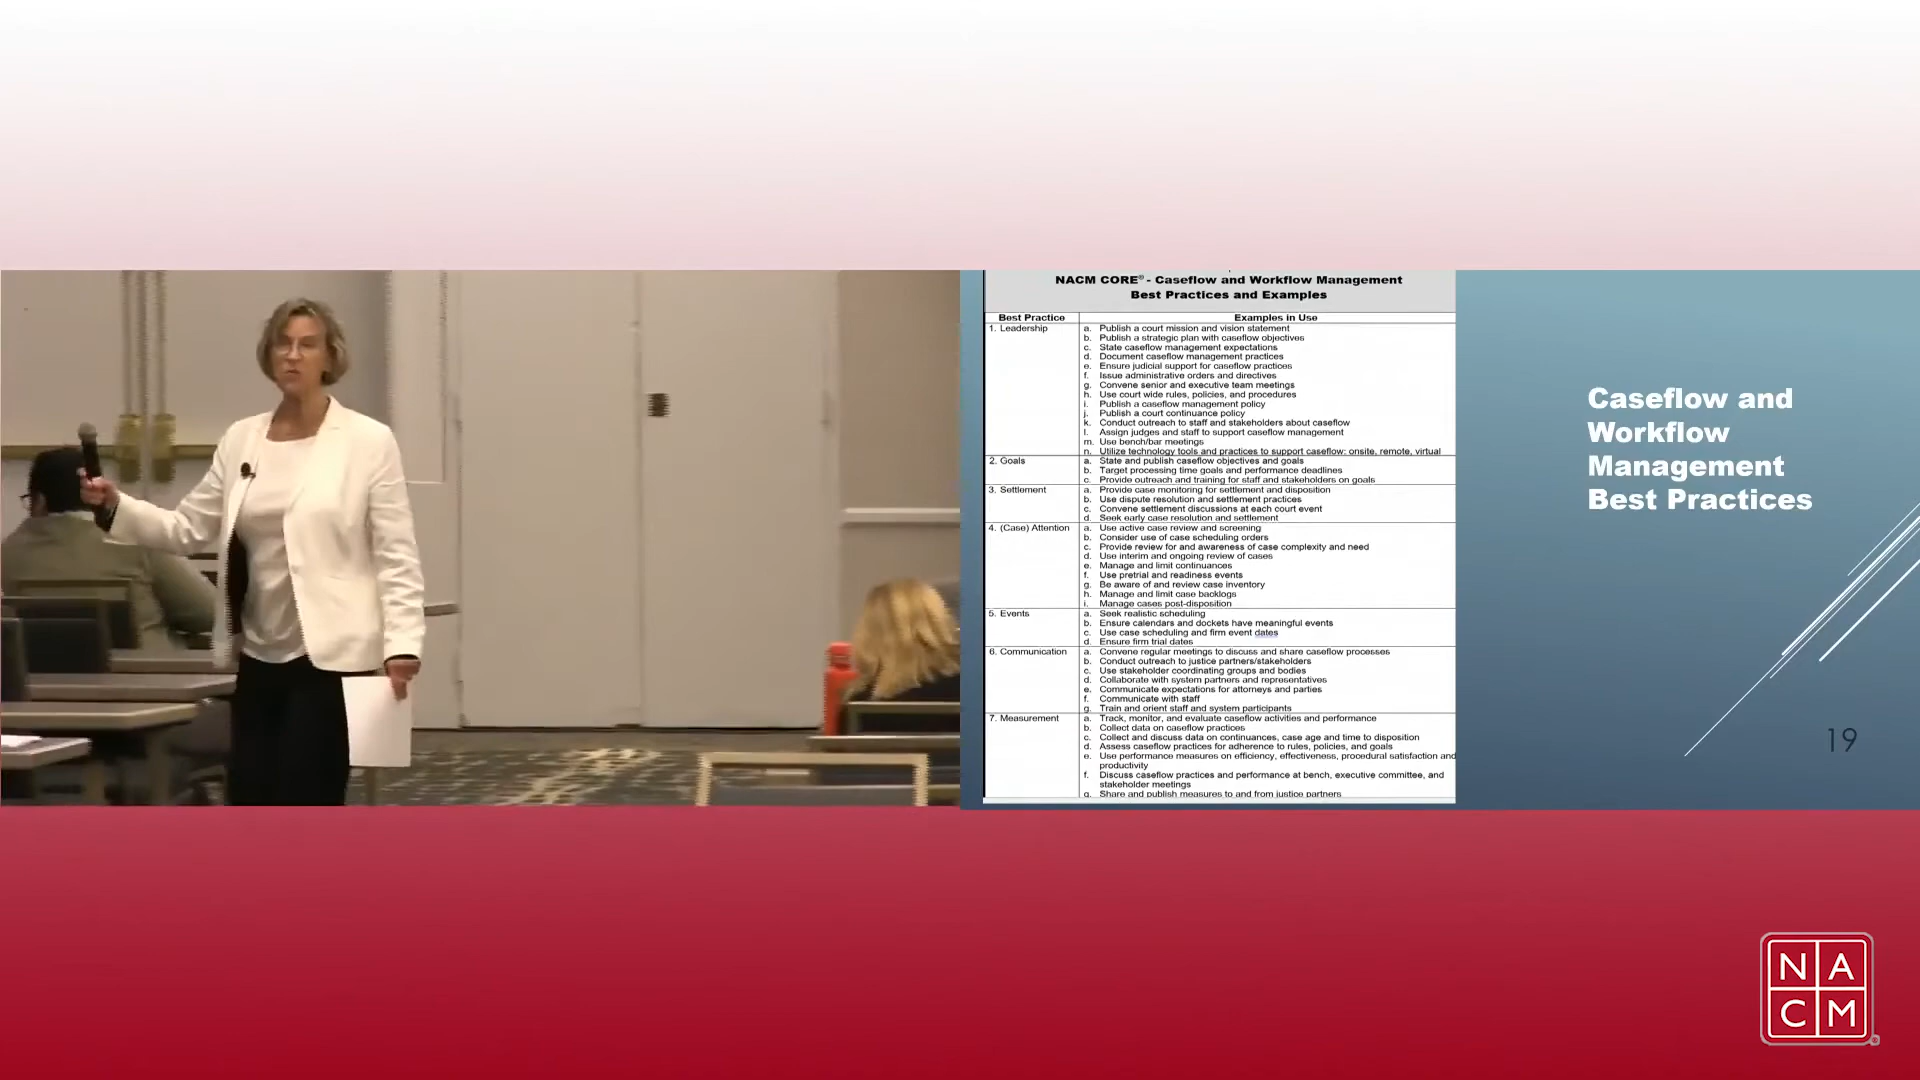 NACM CORE® - Caseflow and Workflow Management
Best Practices and Examples
Best Practice Examples in Use
1. Leadership
a. Publish a court mission and vision statement
b. Publish a strategic plan with caseflow objectives
c. State caseflow management expectations
d. Document caseflow management practices
e. Ensure judicial support for caseflow practices
f. Issue administrative orders and directives
g. Convene senior and executive team meetings
h. Use court wide rules, policies, and procedures
i. Publish a caseflow management policy
j. Publish a court continuance policy
k. Conduct outreach to staff and stakeholders about caseflow
l. Assign judges and staff to support caseflow management
m. Use bench/bar meetings
n. Utilize technology tools and practices to support caseflow: onsite, remote, virtual
2. Goals
a. State and publish caseflow objectives and goals
b. Target processing time goals and performance deadlines
c. Provide outreach and training for staff and stakeholders on goals
3. Settlement
a. Provide case monitoring for settlement and disposition
b. Use dispute resolution and settlement practices
c. Convene settlement discussions at each court event
d. Seek early case resolution and settlement
4. (Case) Attention
a. Use active case review and screening
b. Consider use of case scheduling orders
c. Provide review for and awareness of case complexity and need
d. Use interim and ongoing review of cases
e. Manage and limit continuances
f. Use pretrial and readiness events
g. Be aware of and review case inventory
h. Manage and limit case backlogs
i. Manage cases post-disposition
5. Events
a. Seek realistic scheduling
b. Ensure calendars and dockets have meaningful events
c. Use case scheduling and firm event dates
d. Ensure firm trial dates
6. Communication
a. Convene regular meetings to discuss and share caseflow processes
b. Conduct outreach to justice partners/stakeholders
c. Use stakeholder coordinating groups and bodies
d. Collaborate with system partners and representatives
e. Communicate expectations for attorneys and parties
f. Communicate with staff
g. Train and orient staff and system participants
7. Measurement
a. Track, monitor, and evaluate caseflow activities and performance
b. Collect data on caseflow practices
c. Collect and discuss data on continuances, case age and time to disposition
d. Assess caseflow practices for adherence to rules, policies, and goals
e. Use performance measures on efficiency, effectiveness, procedural satisfaction and
productivity
f. Discuss caseflow practices and performance at bench, executive committee, and
stakeholder meetings
g. Share and publish measures to and from justice partners
Caseflow and
Workflow
Management
Best Practices
19
N A
C M
®